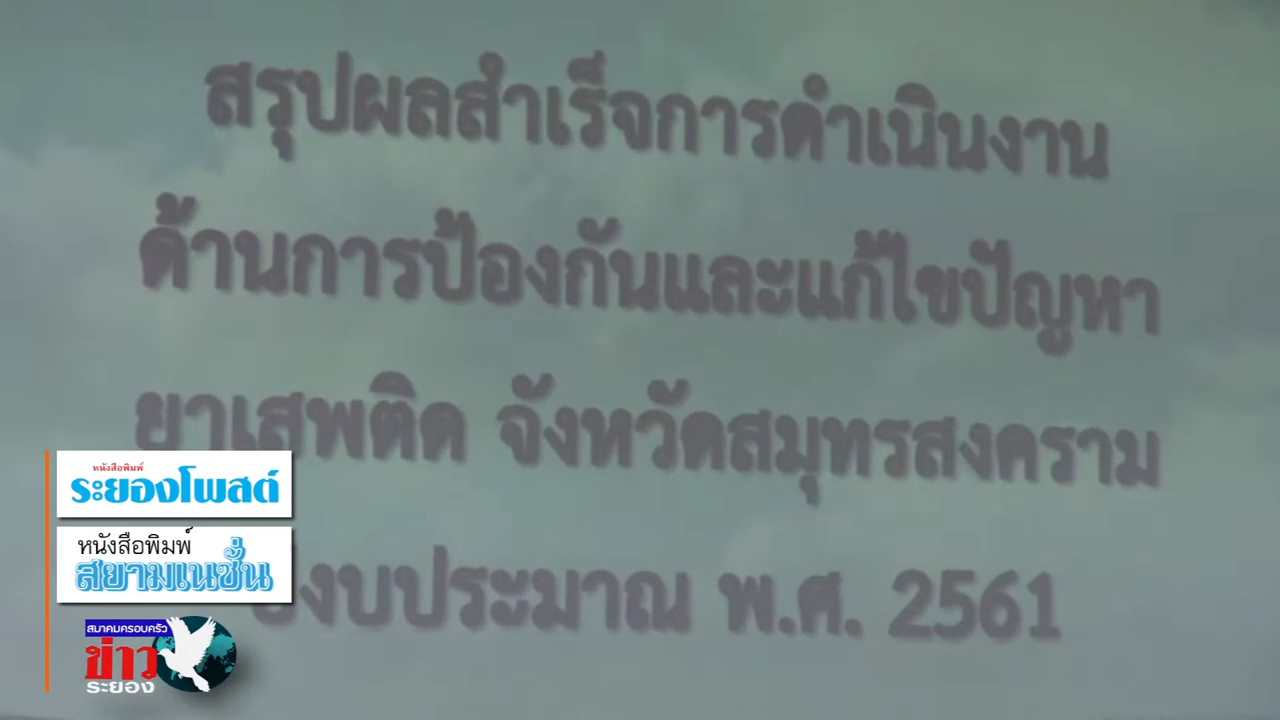 สรุปผลสำเร็จการดำเนินงาน
ด้านการป้องกันและแก้ไขปัญหา
ยาเสพติด จังหวัดสมุทรสงคราม
ปีงบประมาณ พ.ศ. 2561
หนังสือพิมพ์
ระยองโพสต์
หนังสือพิมพ์
สยามเนชั่น
สมาคมครอบครัว
ข่าว
ระยอง